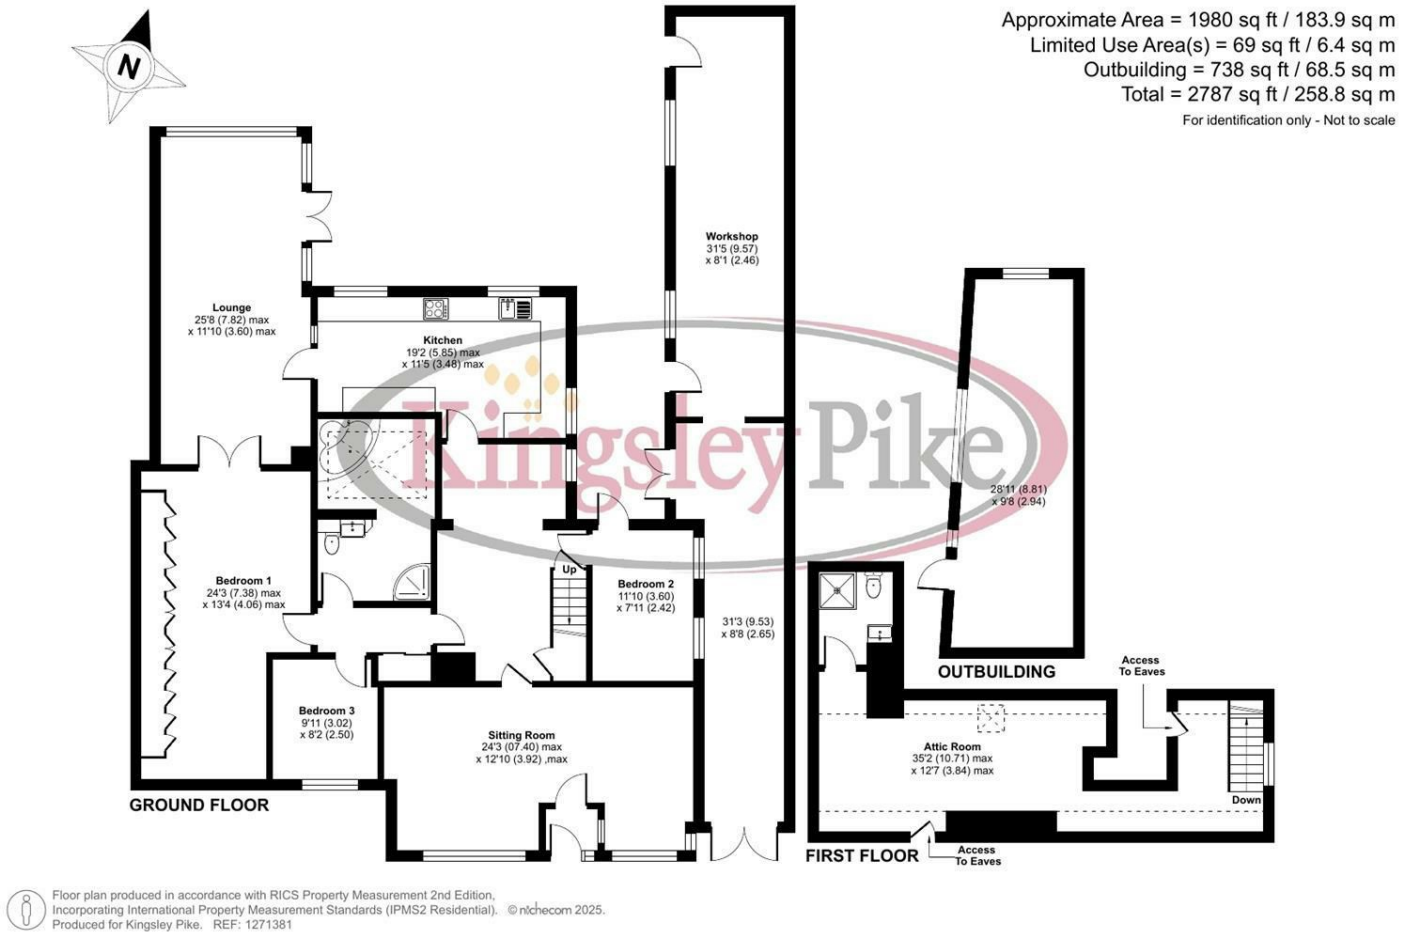 Approximate Area = 1980 sq ft / 183.9 sq m
Limited Use Area(s) = 69 sq ft / 6.4 sq m
Outbuilding = 738 sq ft / 68.5 sq m
Total = 2787 sq ft / 258.8 sq m
For identification only - Not to scale
N
Workshop
31'5 (9.57)
x 8'1 (2.46)
Lounge
25'8 (7.82) max
x 11'10 (3.60) max
Kitchen
19'2 (5.85) max
x 11'5 (3.48) max
Kingsley Pike
28'11 (8.81)
x 9'8 (2.94)
Bedroom 1
24'3 (7.38) max
x 13'4 (4.06) max
Up
Bedroom 2
11'10 (3.60)
x 7'11 (2.42)
31'3 (9.53)
x 8'8 (2.65)
OUTBUILDING
Access
To Eaves
Bedroom 3
9'11 (3.02)
x 8'2 (2.50)
Sitting Room
24'3 (07.40) max
x 12'10 (3.92) ,max
Attic Room
35'2 (10.71) max
x 12'7 (3.84) max
Down
GROUND FLOOR
FIRST FLOOR
Access
To Eaves
Floor plan produced in accordance with RICS Property Measurement 2nd Edition,
Incorporating International Property Measurement Standards (IPMS2 Residential). © nichecom 2025.
Produced for Kingsley Pike. REF: 1271381